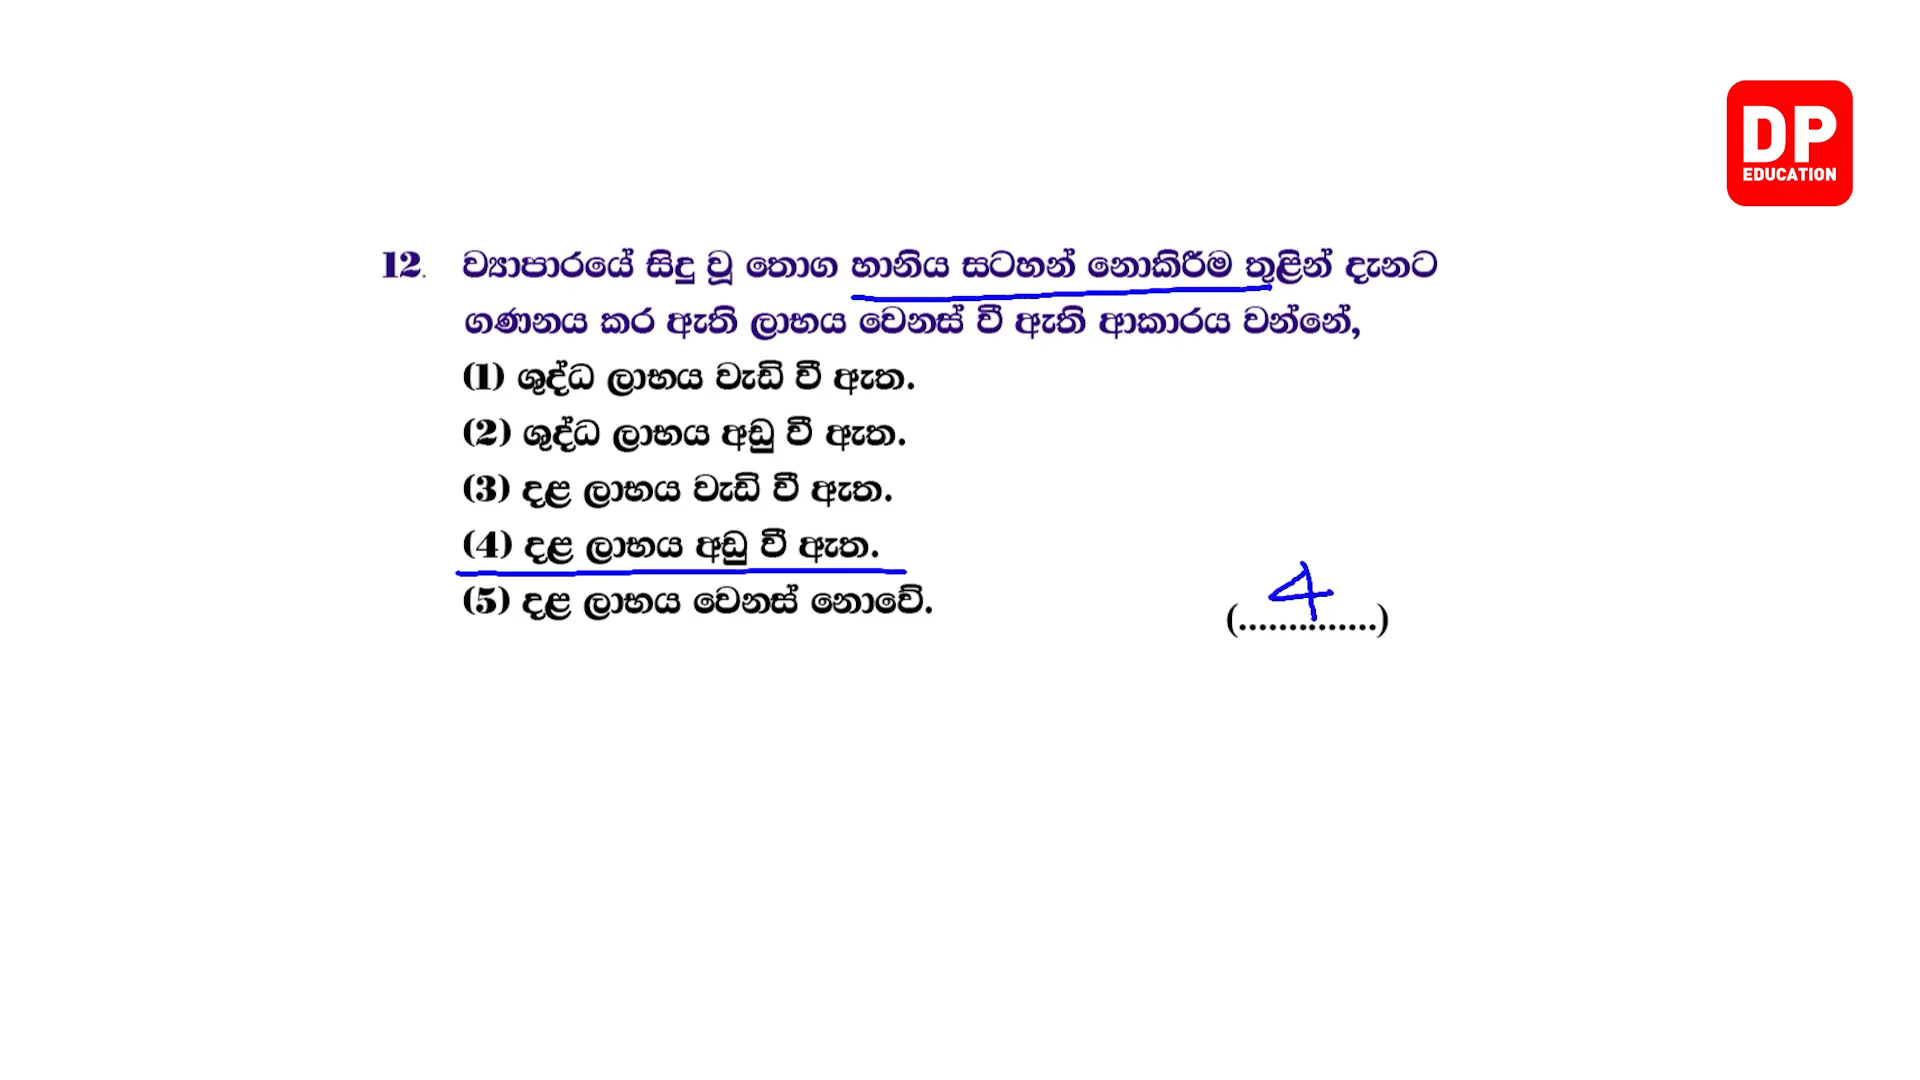 DP
EDUCATION
12. ව්‍යාපාරයේ සිදු වූ තොග හානිය සටහන් නොකිරීම තුළින් දැනට
ගණනය කර ඇති ලාභය වෙනස් වී ඇති ආකාරය වන්නේ,
(1) ශුද්ධ ලාභය වැඩි වී ඇත.
(2) ශුද්ධ ලාභය අඩු වී ඇත.
(3) දළ ලාභය වැඩි වී ඇත.
(4) දළ ලාභය අඩු වී ඇත.
(5) දළ ලාභය වෙනස් නොවේ.
(..............)
4